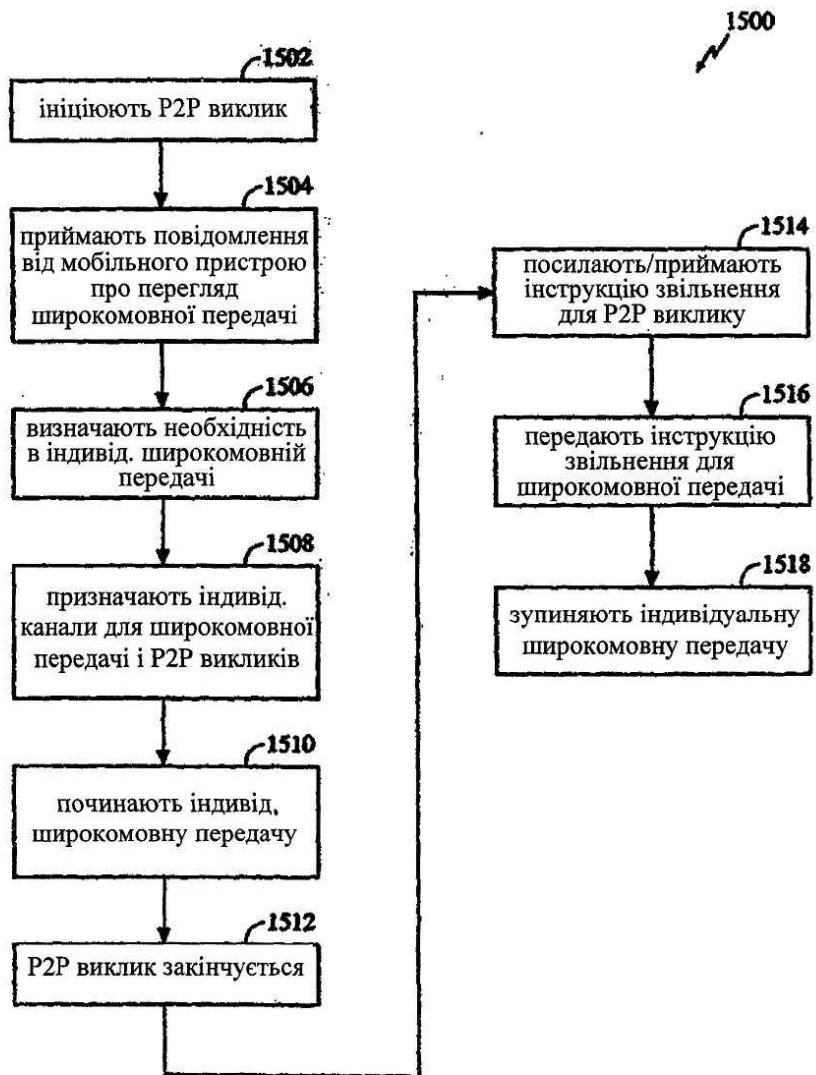 1500
1502
ініціюють P2P виклик
1504
приймають повідомлення
від мобільного пристрою
про перегляд
широкомовної передачі
1506
визначають необхідність
в індивід. широкомовній
передачі
1508
призначають індивід.
канали для широкомовної
передачі і P2P викликів
1510
починають індивід.
широкомовну передачу
1512
P2P виклик закінчується
1514
посилають/приймають
інструкцію звільнення
для P2P виклику
1516
передають інструкцію
звільнення для
широкомовної передачі
1518
зупиняють індивідуальну
широкомовну передачу